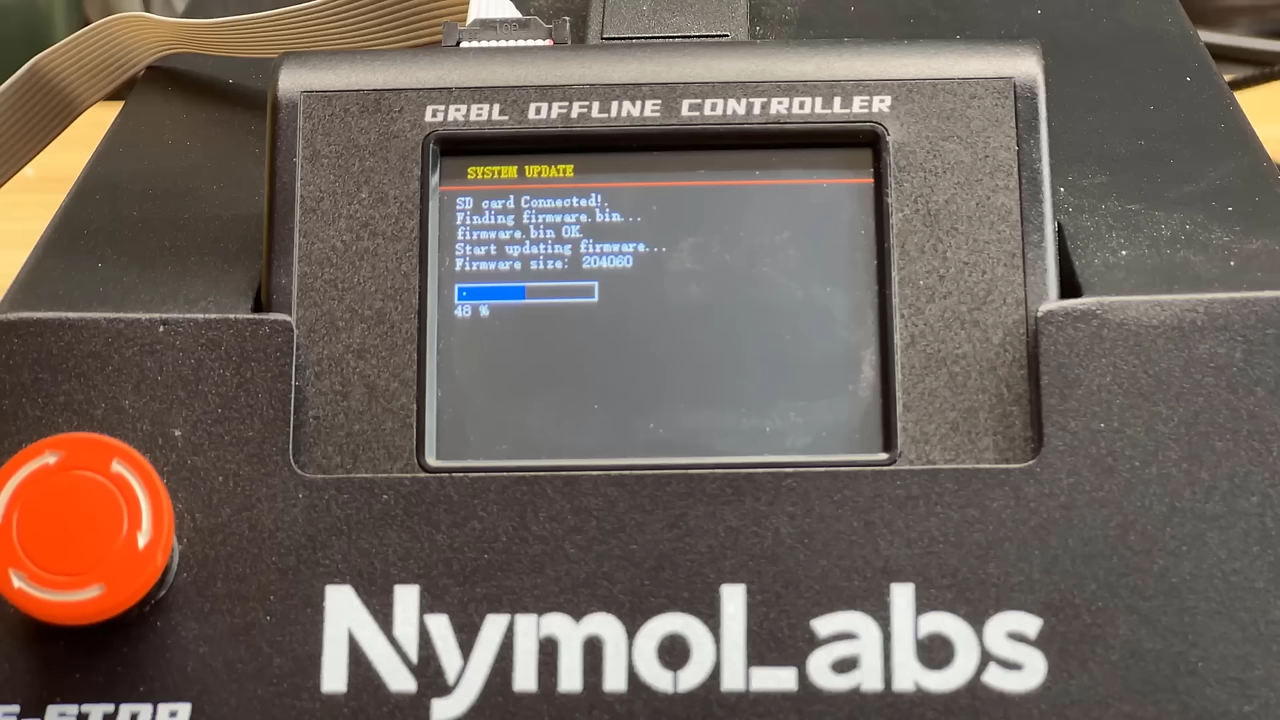 GRBL OFFLINE CONTROLLER
SYSTEM UPDATE
SD card Connected!.
Finding firmware.bin...
firmware.bin OK.
Start updating firmware...
Firmware size: 204060
48 %
NymoLabs
E-STOP